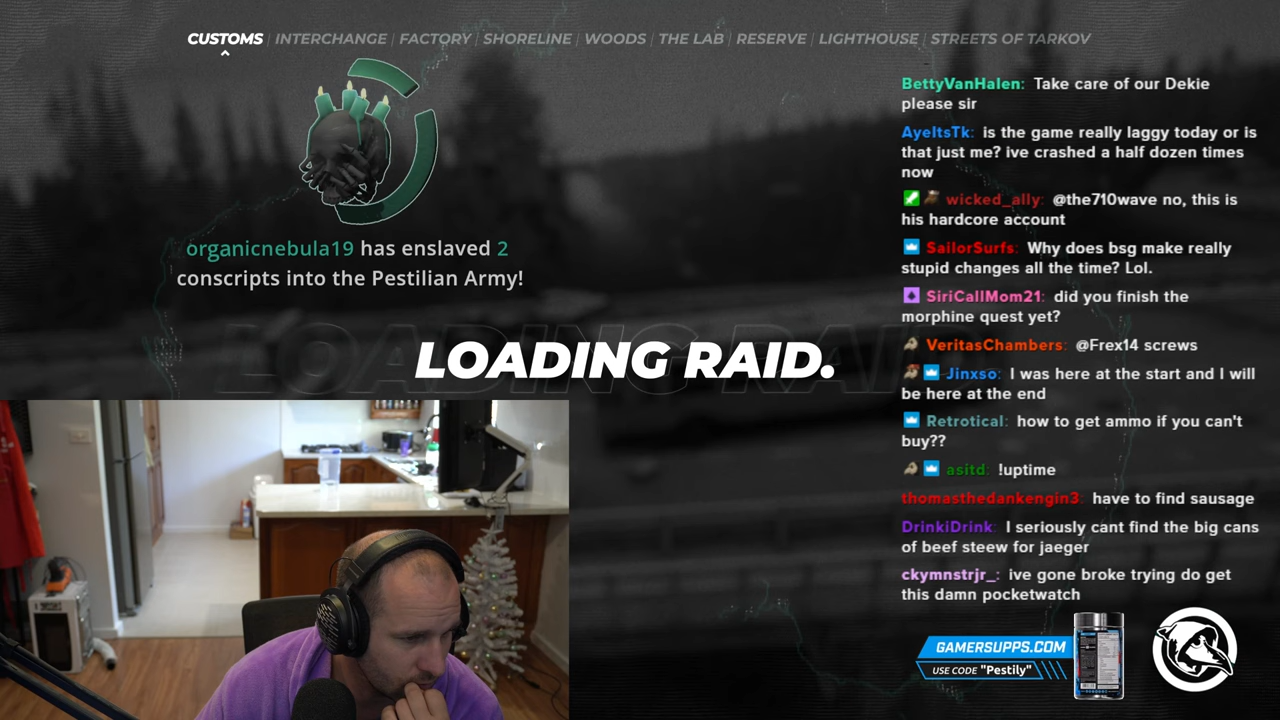 CUSTOMS | INTERCHANGE | FACTORY | SHORELINE | WOODS | THE LAB | RESERVE | LIGHTHOUSE | STREETS OF TARKOV
organicnebula19 has enslaved 2
conscripts into the Pestilian Army!
LOADING RAID
LOADING RAID.
BettyVanHalen: Take care of our Dekie
please sir
AyeItsTk: is the game really laggy today or is
that just me? ive crashed a half dozen times
now
wicked_ally: @the710wave no, this is
his hardcore account
SailorSurfs: Why does bsg make really
stupid changes all the time? Lol.
SiriCallMom21: did you finish the
morphine quest yet?
VeritasChambers: @Frex14 screws
Jinxso: I was here at the start and I will
be here at the end
Retrotical: how to get ammo if you can't
buy??
asitd: !uptime
thomasthedankengin3: have to find sausage
DrinkiDrink: I seriously cant find the big cans
of beef steew for jaeger
ckymnstrjr_: ive gone broke trying do get
this damn pocketwatch
GAMERSUPPS.COM
USE CODE "Pestily"